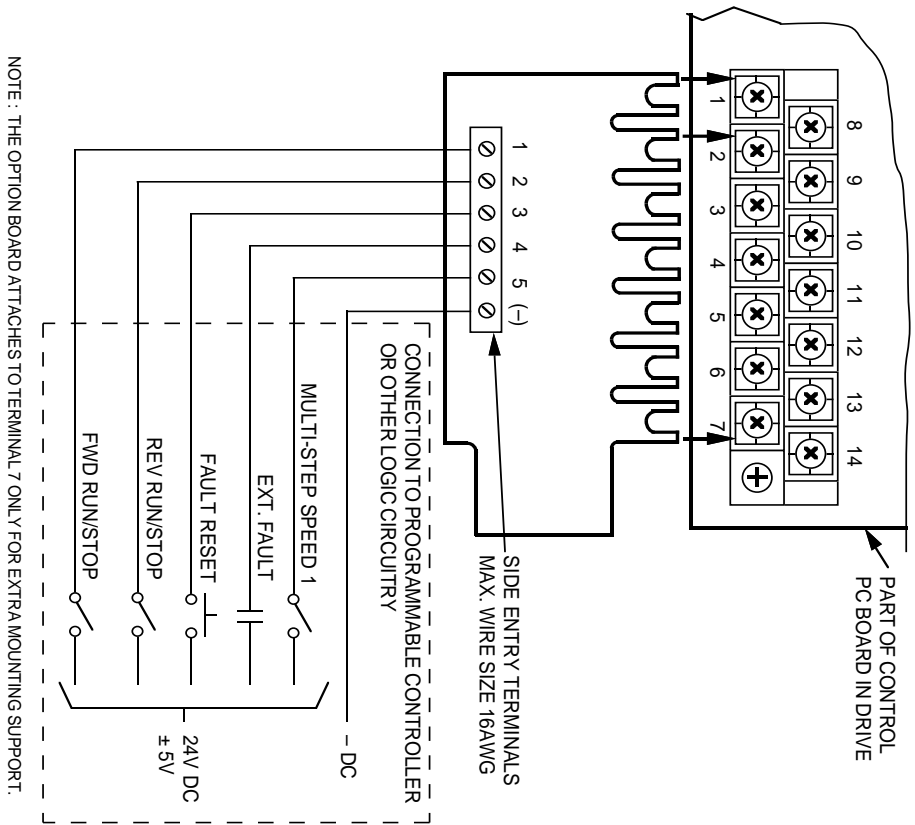 PART OF CONTROL
PC BOARD IN DRIVE
8
9
10
11
12
13
14
1
2
3
4
5
6
7
SIDE ENTRY TERMINALS
MAX. WIRE SIZE 16AWG
1
2
3
4
5
(–)
CONNECTION TO PROGRAMMABLE CONTROLLER
OR OTHER LOGIC CIRCUITRY
– DC
MULTI-STEP SPEED 1
EXT. FAULT
FAULT RESET
REV RUN/STOP
FWD RUN/STOP
24V DC
± 5V
NOTE : THE OPTION BOARD ATTACHES TO TERMINAL 7 ONLY FOR EXTRA MOUNTING SUPPORT.